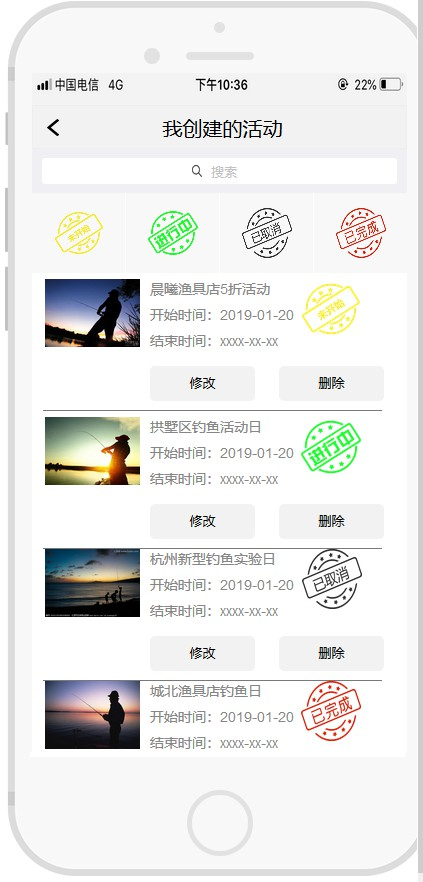 中国电信 4G 下午10:36 22%
我创建的活动
搜索
未开始 进行中 已取消 已完成
晨曦渔具店5折活动
开始时间：2019-01-20
未开始
结束时间：xxxx-xx-xx
修改 删除
拱墅区钓鱼活动日
开始时间：2019-01-20
进行中
结束时间：xxxx-xx-xx
修改 删除
杭州新型钓鱼实验日
开始时间：2019-01-20
已取消
结束时间：xxxx-xx-xx
修改 删除
城北渔具店钓鱼日
开始时间：2019-01-20
已完成
结束时间：xxxx-xx-xx